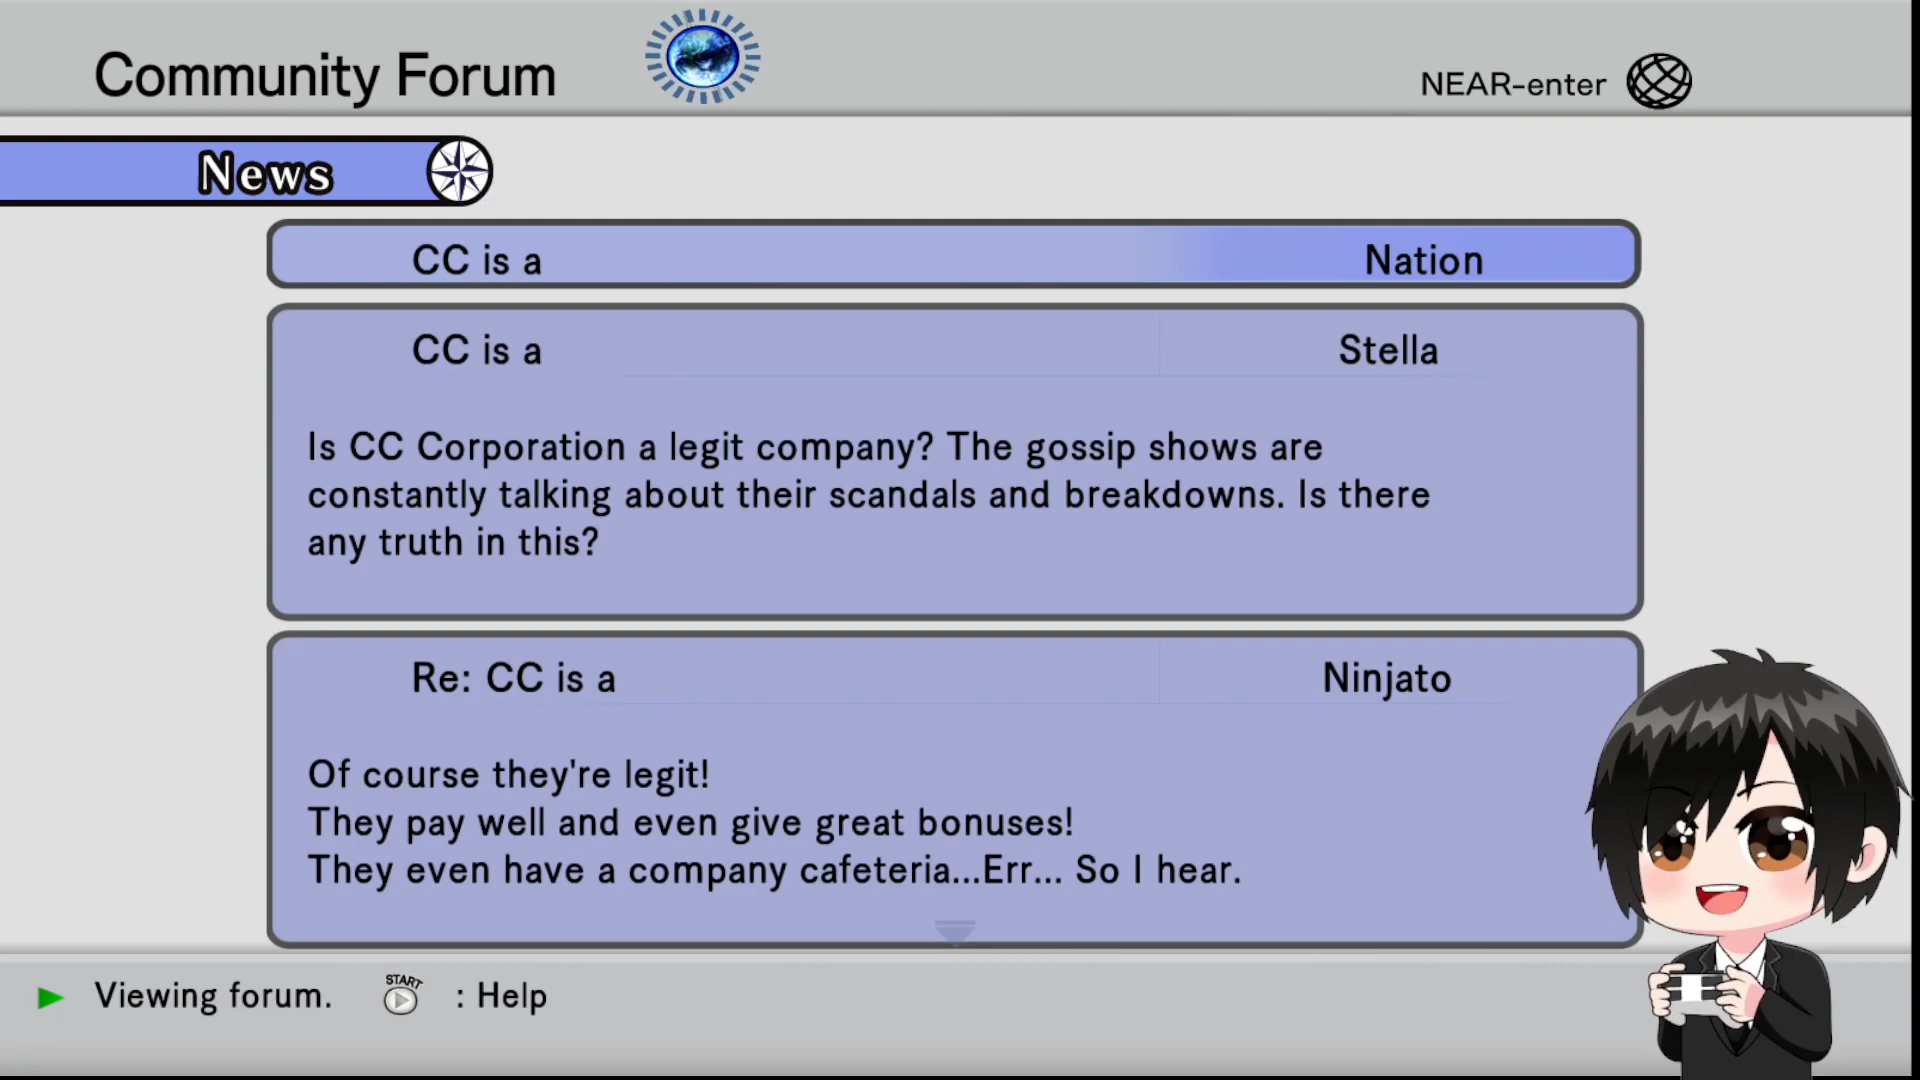 Community Forum
NEAR-enter
News
CC is a
Nation
CC is a
Stella
Is CC Corporation a legit company? The gossip shows are
constantly talking about their scandals and breakdowns. Is there
any truth in this?
Re: CC is a
Ninjato
Of course they're legit!
They pay well and even give great bonuses!
They even have a company cafeteria...Err... So I hear.
Viewing forum.
START
: Help